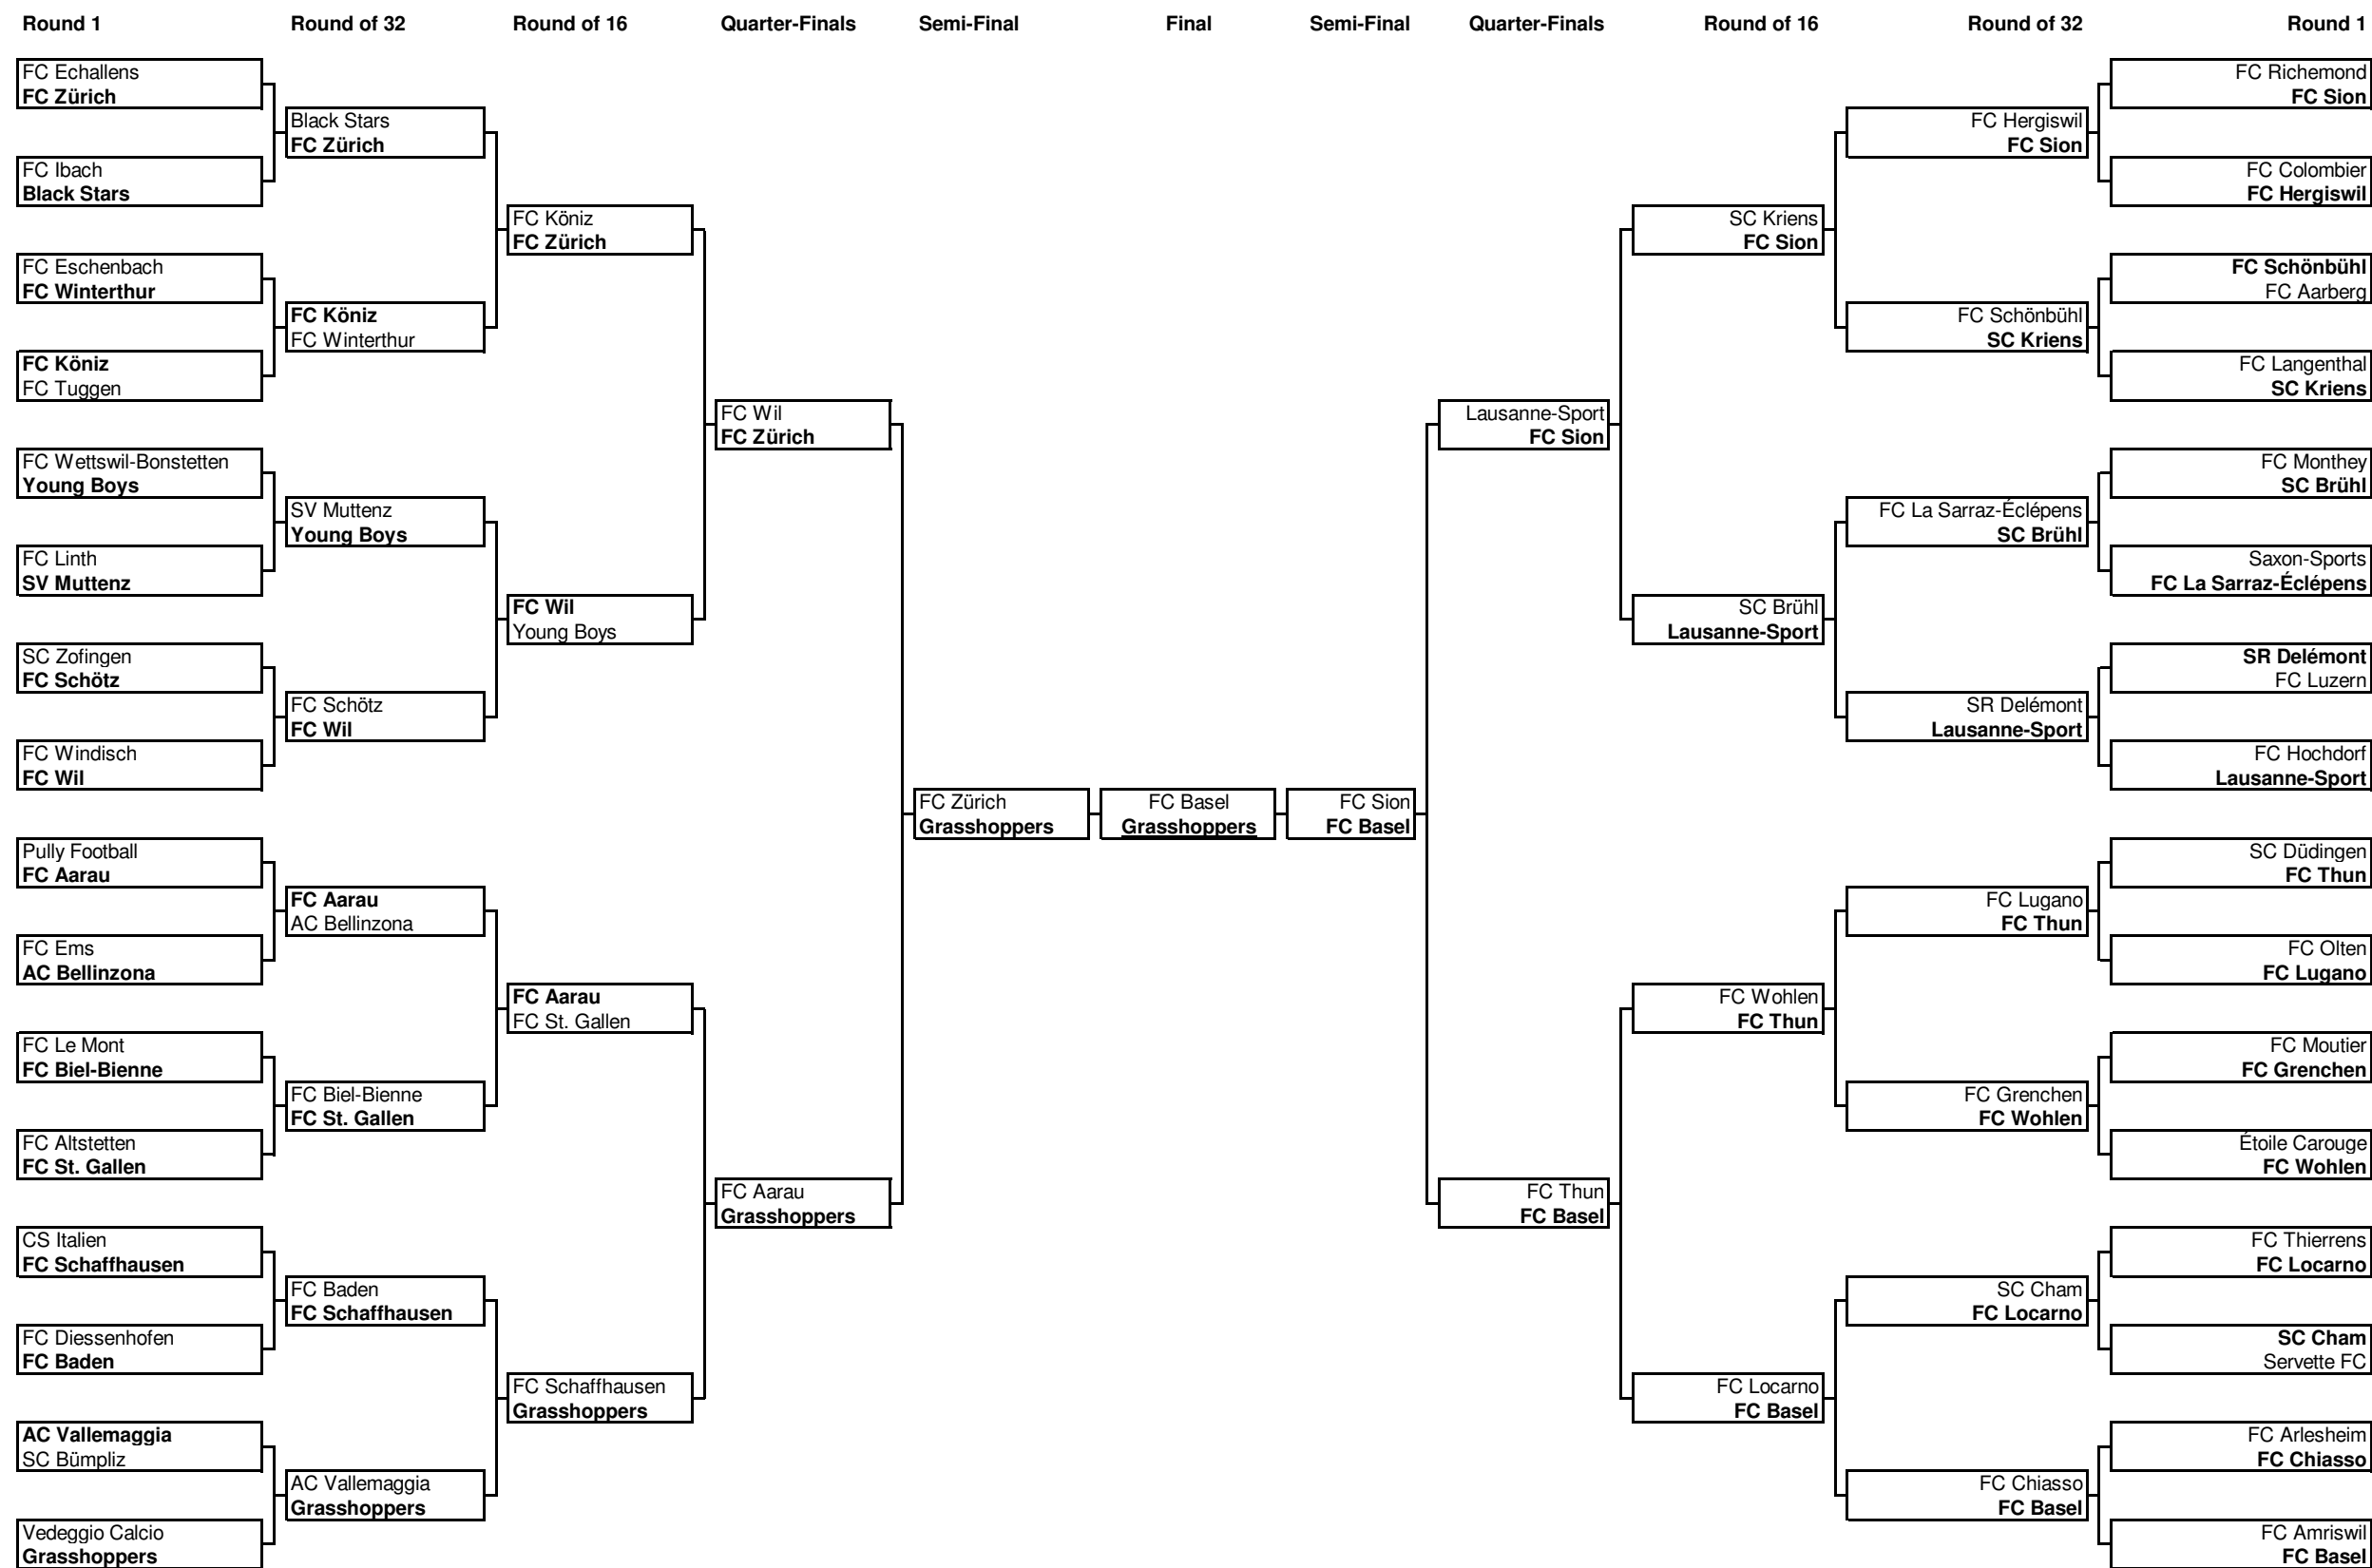 Round 1
Round of 32
Round of 16
Quarter-Finals
Semi-Final
Final
Semi-Final
Quarter-Finals
Round of 16
Round of 32
Round 1
FC Echallens
FC Zürich
FC Ibach
Black Stars
FC Eschenbach
FC Winterthur
FC Köniz
FC Tuggen
FC Wettswil-Bonstetten
Young Boys
FC Linth
SV Muttenz
SC Zofingen
FC Schötz
FC Windisch
FC Wil
Pully Football
FC Aarau
FC Ems
AC Bellinzona
FC Le Mont
FC Biel-Bienne
FC Altstetten
FC St. Gallen
CS Italien
FC Schaffhausen
FC Diessenhofen
FC Baden
AC Vallemaggia
SC Bümpliz
Vedeggio Calcio
Grasshoppers
Black Stars
FC Zürich
FC Köniz
FC Winterthur
SV Muttenz
Young Boys
FC Schötz
FC Wil
FC Aarau
AC Bellinzona
FC Biel-Bienne
FC St. Gallen
FC Baden
FC Schaffhausen
AC Vallemaggia
Grasshoppers
FC Köniz
FC Zürich
FC Wil
Young Boys
FC Aarau
FC St. Gallen
FC Schaffhausen
Grasshoppers
FC Wil
FC Zürich
FC Aarau
Grasshoppers
FC Zürich
Grasshoppers
FC Basel
Grasshoppers
FC Sion
FC Basel
Lausanne-Sport
FC Sion
FC Thun
FC Basel
SC Kriens
FC Sion
SC Brühl
Lausanne-Sport
FC Wohlen
FC Thun
FC Locarno
FC Basel
FC Hergiswil
FC Sion
FC Schönbühl
SC Kriens
FC La Sarraz-Éclépens
SC Brühl
SR Delémont
Lausanne-Sport
FC Lugano
FC Thun
FC Grenchen
FC Wohlen
SC Cham
FC Locarno
FC Chiasso
FC Basel
FC Richemond
FC Sion
FC Colombier
FC Hergiswil
FC Schönbühl
FC Aarberg
FC Langenthal
SC Kriens
FC Monthey
SC Brühl
Saxon-Sports
FC La Sarraz-Éclépens
SR Delémont
FC Luzern
FC Hochdorf
Lausanne-Sport
SC Düdingen
FC Thun
FC Olten
FC Lugano
FC Moutier
FC Grenchen
Étoile Carouge
FC Wohlen
FC Thierrens
FC Locarno
SC Cham
Servette FC
FC Arlesheim
FC Chiasso
FC Amriswil
FC Basel